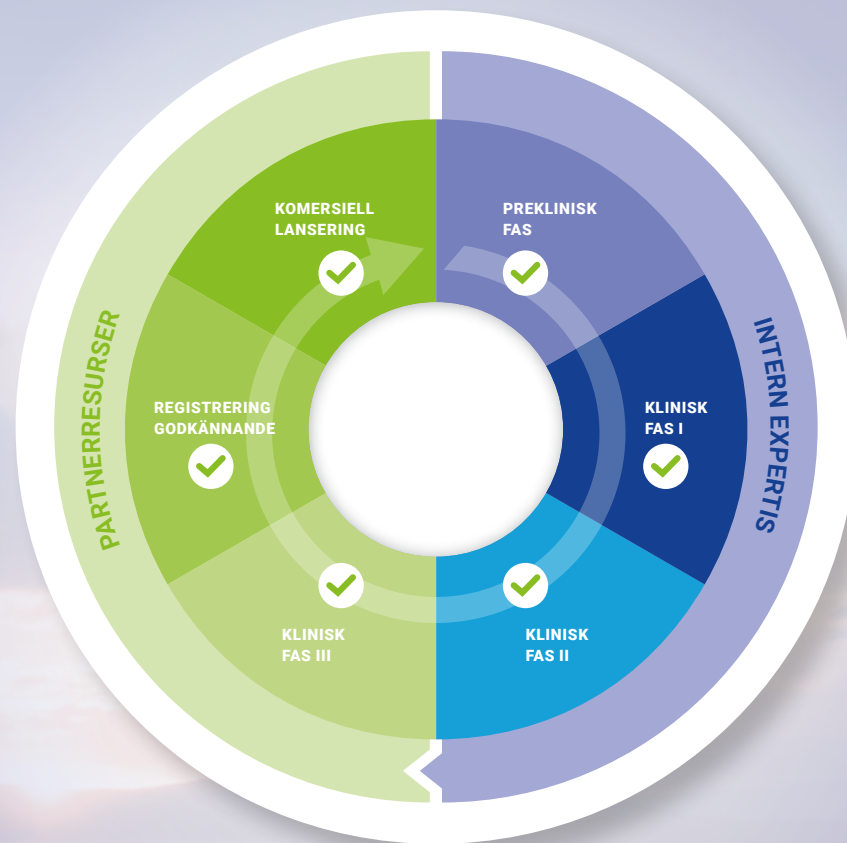 KOMERSIELL
LANSERING
PREKLINISK
FAS
PARTNERRESURSER
INTERN EXPERTIS
REGISTRERING
GODKÄNNANDE
KLINISK
FAS I
KLINISK
FAS III
KLINISK
FAS II